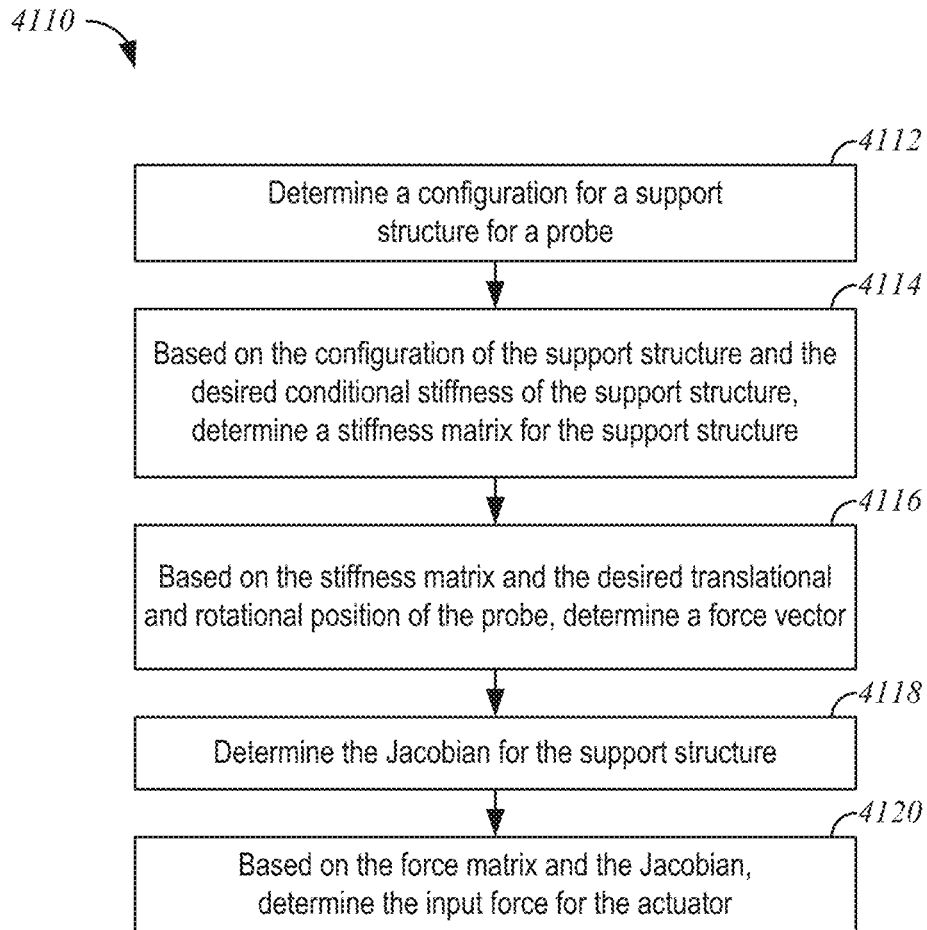 4110
4112
Determine a configuration for a support
structure for a probe
4114
Based on the configuration of the support structure and the
desired conditional stiffness of the support structure,
determine a stiffness matrix for the support structure
4116
Based on the stiffness matrix and the desired translational
and rotational position of the probe, determine a force vector
4118
Determine the Jacobian for the support structure
4120
Based on the force matrix and the Jacobian,
determine the input force for the actuator